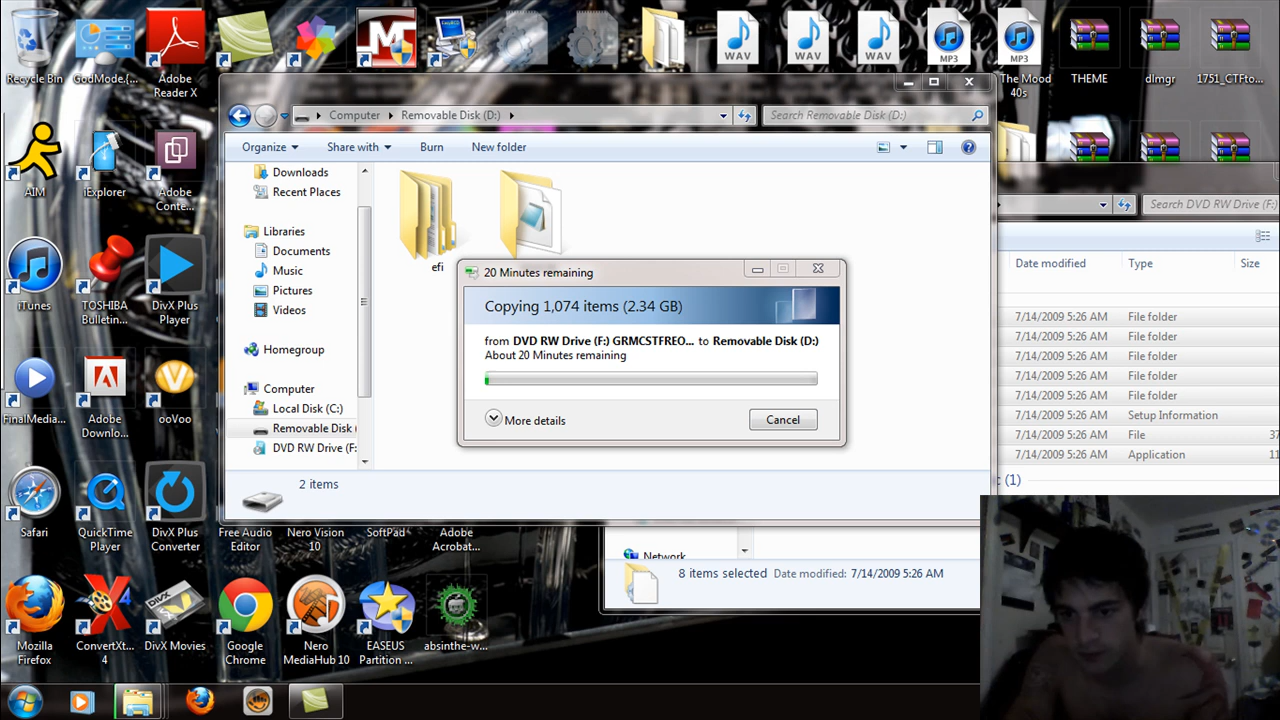 Recycle Bin
GodMode.{...
Adobe
Reader X
WAV
WAV
WAV
MP3
MP3
The Mood
40s
THEME
dlmgr
1751_CTFto...
Computer
Removable Disk (D:)
Search Removable Disk (D:)
Organize
Share with
Burn
New folder
AIM
iExplorer
Adobe
Conte...
Downloads
Recent Places
Libraries
Documents
Music
Pictures
Videos
Homegroup
Computer
Local Disk (C:)
Removable Disk (
DVD RW Drive (F:
efi
2 items
20 Minutes remaining
Copying 1,074 items (2.34 GB)
from DVD RW Drive (F:) GRMCSTFREO... to Removable Disk (D:)
About 20 Minutes remaining
More details
Cancel
Search DVD RW Drive (F:)
Date modified
Type
Size
7/14/2009 5:26 AM File folder
7/14/2009 5:26 AM File folder
7/14/2009 5:26 AM File folder
7/14/2009 5:26 AM File folder
7/14/2009 5:26 AM File folder
7/14/2009 5:26 AM Setup Information
7/14/2009 5:26 AM File 37
7/14/2009 5:26 AM Application 11
(1)
iTunes
TOSHIBA
Bulletin...
DivX Plus
Player
FinalMedia...
Adobe
Downlo...
ooVoo
Safari
QuickTime
Player
DivX Plus
Converter
Free Audio
Editor
Nero Vision
10
SoftPad
Adobe
Acrobat...
Network
8 items selected Date modified: 7/14/2009 5:26 AM
Mozilla
Firefox
ConvertXt...
4
DivX Movies
Google
Chrome
Nero
MediaHub 10
EASEUS
Partition ...
absinthe-w...